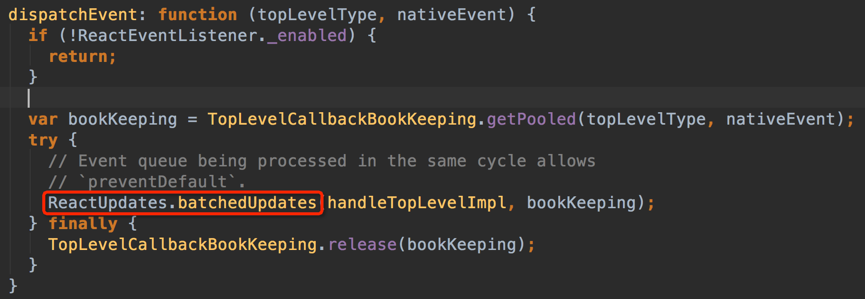 dispatchEvent: function (topLevelType, nativeEvent) {
if (!ReactEventListener._enabled) {
return;
}
var bookKeeping = TopLevelCallbackBookKeeping.getPooled(topLevelType, nativeEvent);
try {
// Event queue being processed in the same cycle allows
// `preventDefault`.
ReactUpdates.batchedUpdates handleTopLevelImpl, bookKeeping);
} finally {
TopLevelCallbackBookKeeping.release(bookKeeping);
}
}